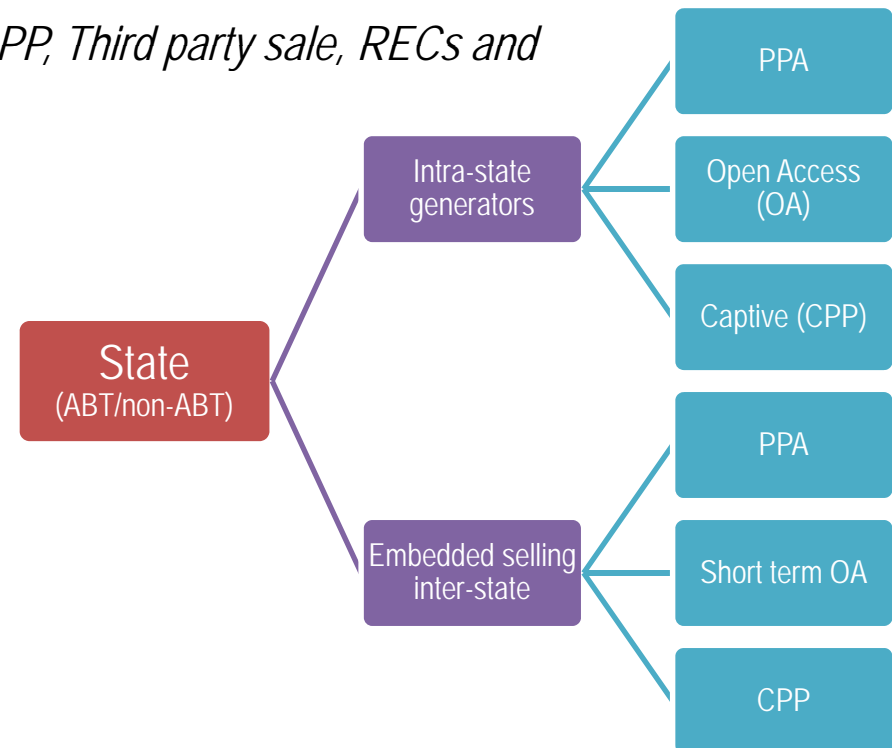 PP, Third party sale, RECs and
PPA
Intra-state
generators
Open Access
(OA)
Captive (CPP)
State
(ABT/non-ABT)
PPA
Embedded selling
inter-state
Short term OA
CPP